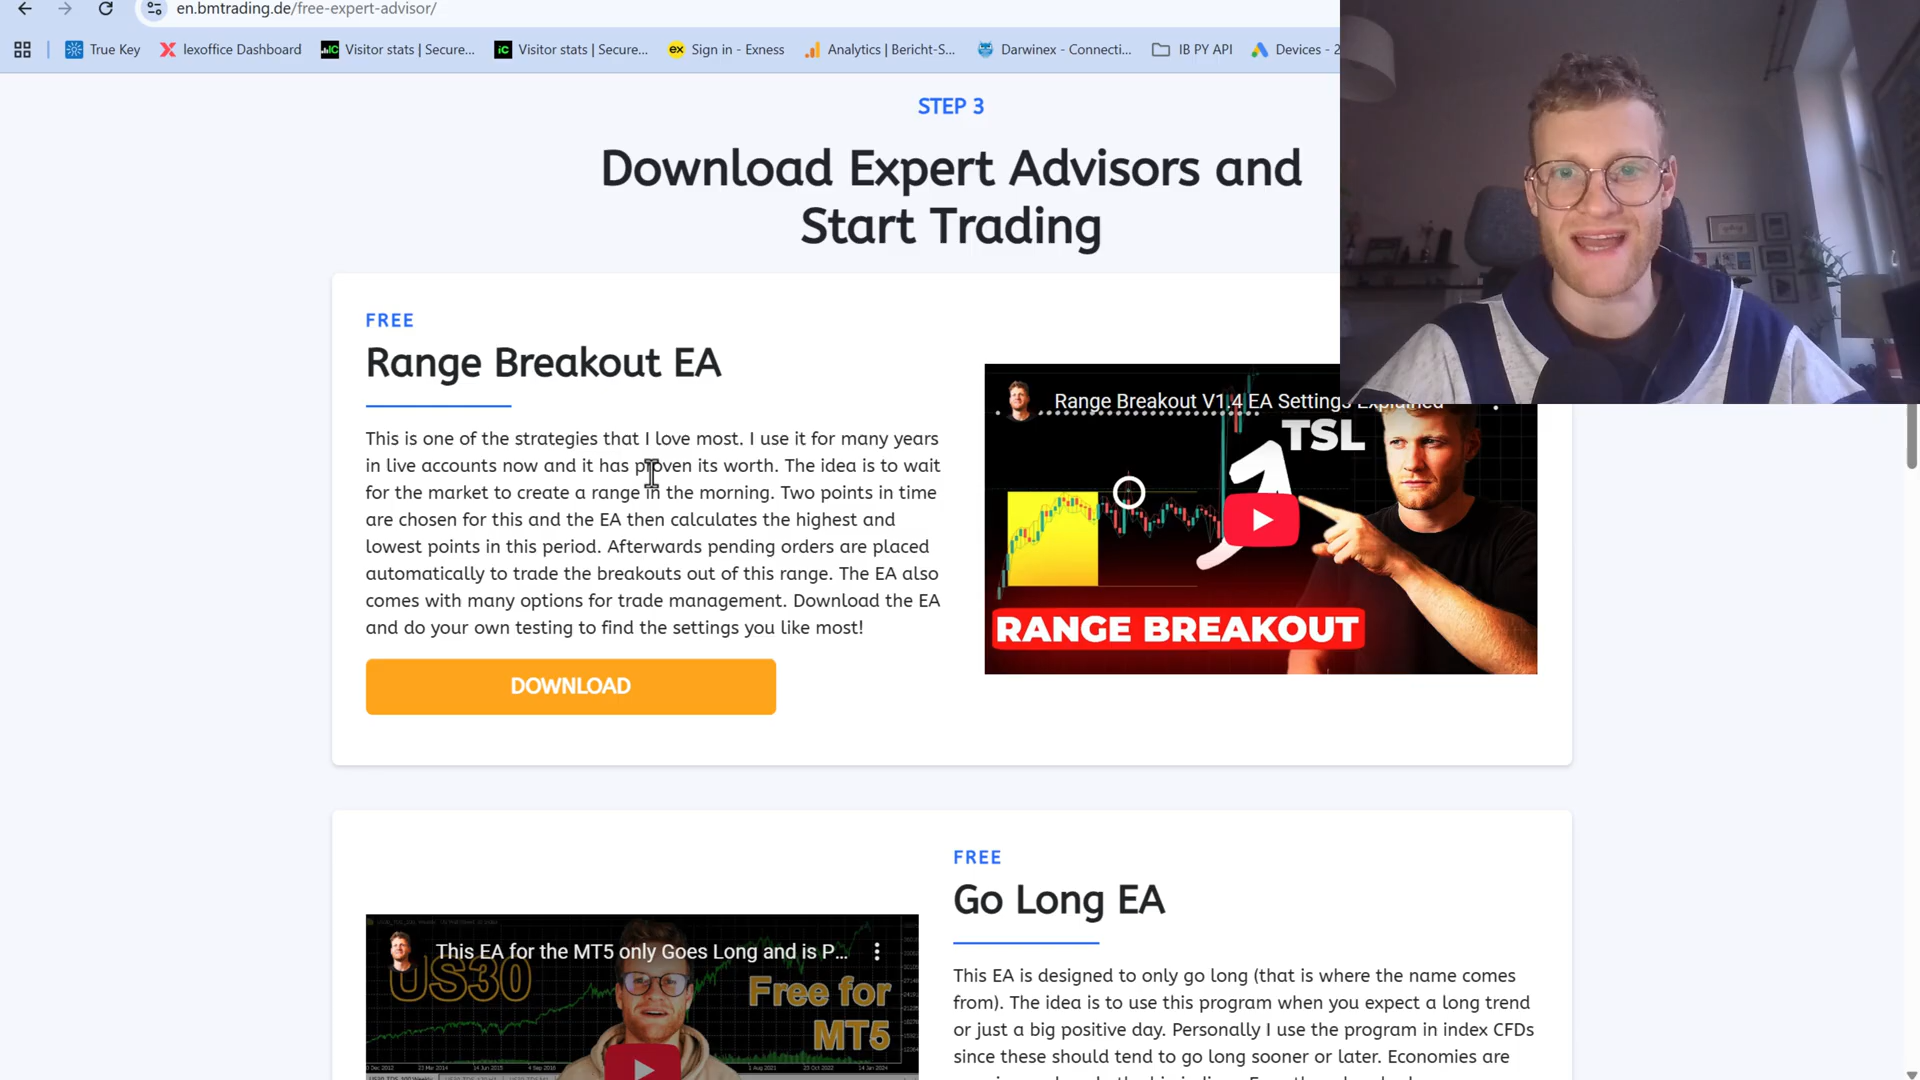 en.bmtrading.de/free-expert-advisor/
True Key
lexoffice Dashboard
Visitor stats | Secure...
Visitor stats | Secure...
Sign in - Exness
Analytics | Bericht-S...
Darwinex - Connecti...
IB PY API
Devices - 2
STEP 3
Download Expert Advisors and
Start Trading
FREE
Range Breakout EA
This is one of the strategies that I love most. I use it for many years
in live accounts now and it has proven its worth. The idea is to wait
for the market to create a range in the morning. Two points in time
are chosen for this and the EA then calculates the highest and
lowest points in this period. Afterwards pending orders are placed
automatically to trade the breakouts out of this range. The EA also
comes with many options for trade management. Download the EA
and do your own testing to find the settings you like most!
DOWNLOAD
Range Breakout V1.4 EA Settings Explained
TSL
RANGE BREAKOUT
FREE
Go Long EA
This EA is designed to only go long (that is where the name comes
from). The idea is to use this program when you expect a long trend
or just a big positive day. Personally I use the program in index CFDs
since these should tend to go long sooner or later. Economies are
This EA for the MT5 only Goes Long and is P...
US30
Free for
MT5